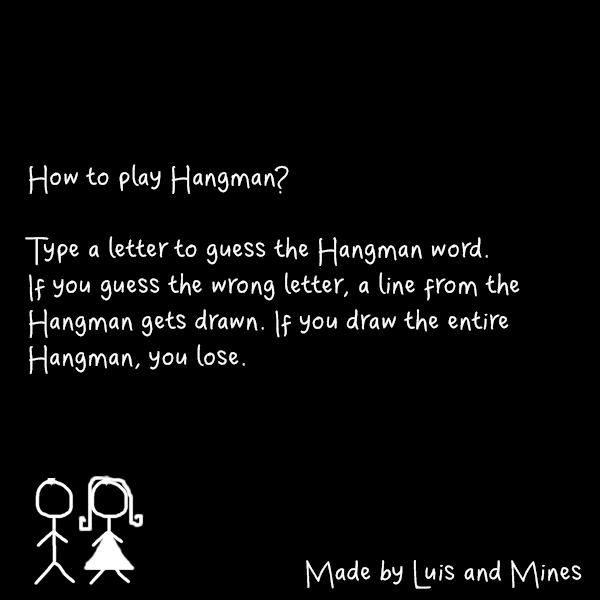 How to play Hangman?
Type a letter to guess the Hangman word.
If you guess the wrong letter, a line from the
Hangman gets drawn. If you draw the entire
Hangman, you lose.
Made by Luis and Mines